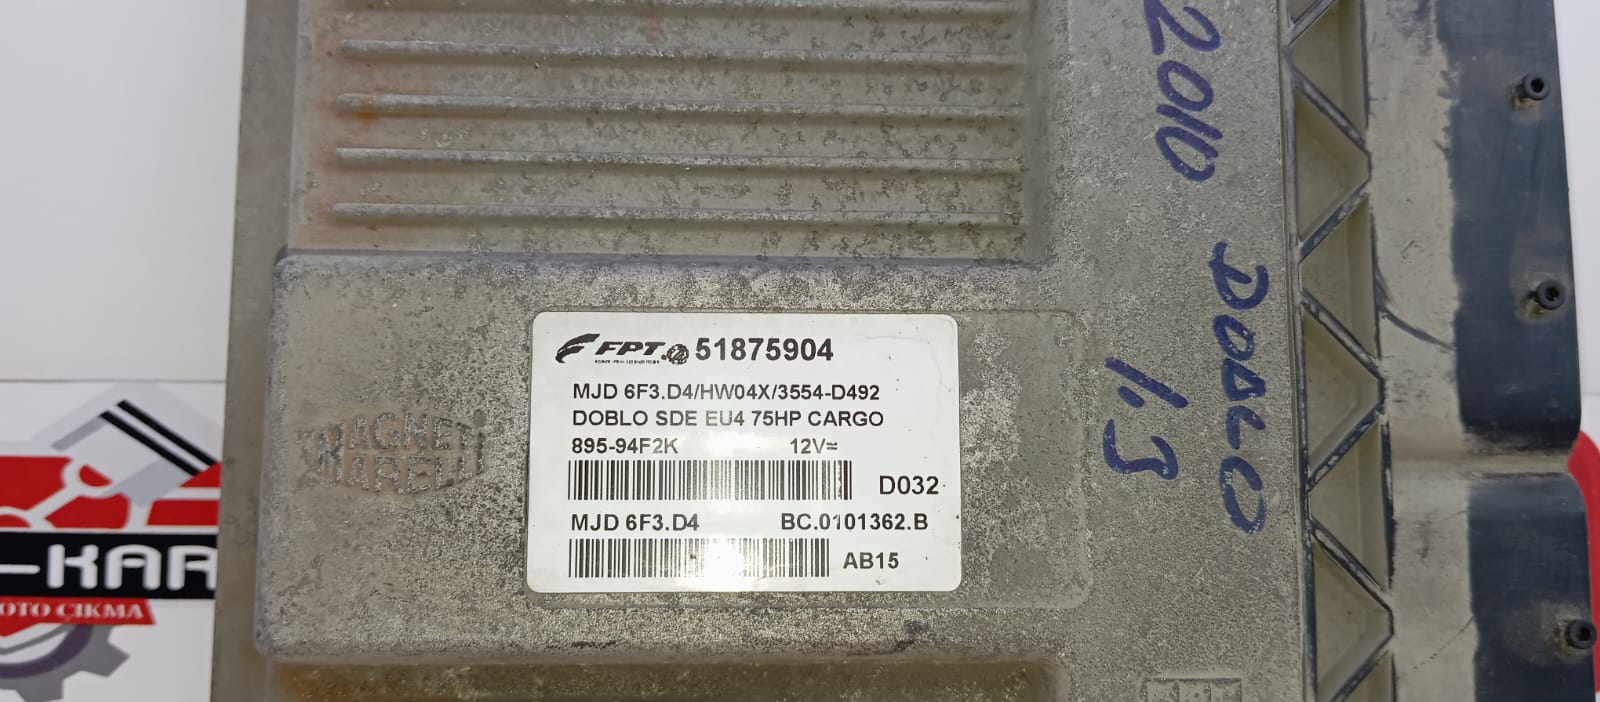 FPT 51875904
MJD 6F3.D4/HW04X/3554-D492
DOBLO SDE EU4 75HP CARGO
895-94F2K 12V=
D032
MJD 6F3.D4 BC.0101362.B
AB15
MAGNETI
MARELLI
2010 DOBLO
1.3
-KAR
OTO ÇIKMA